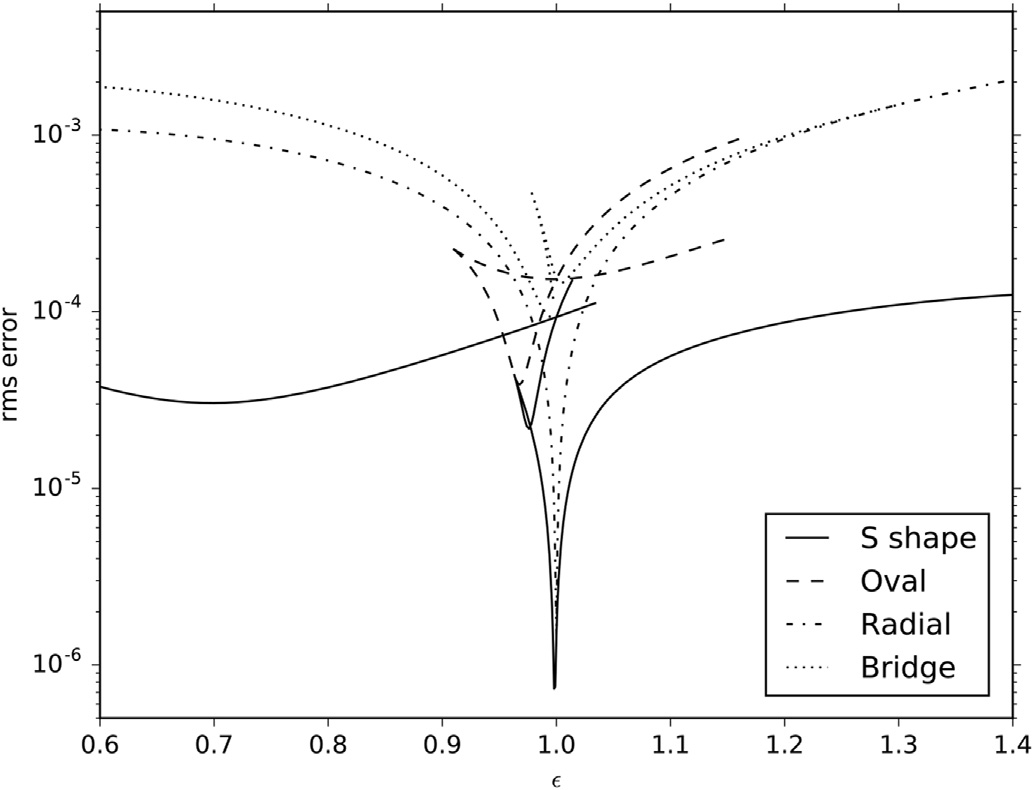 rms error
10-3
10-4
10-5
10-6
0.6 0.7 0.8 0.9 1.0 1.1 1.2 1.3 1.4
ϵ
S shape
Oval
Radial
Bridge